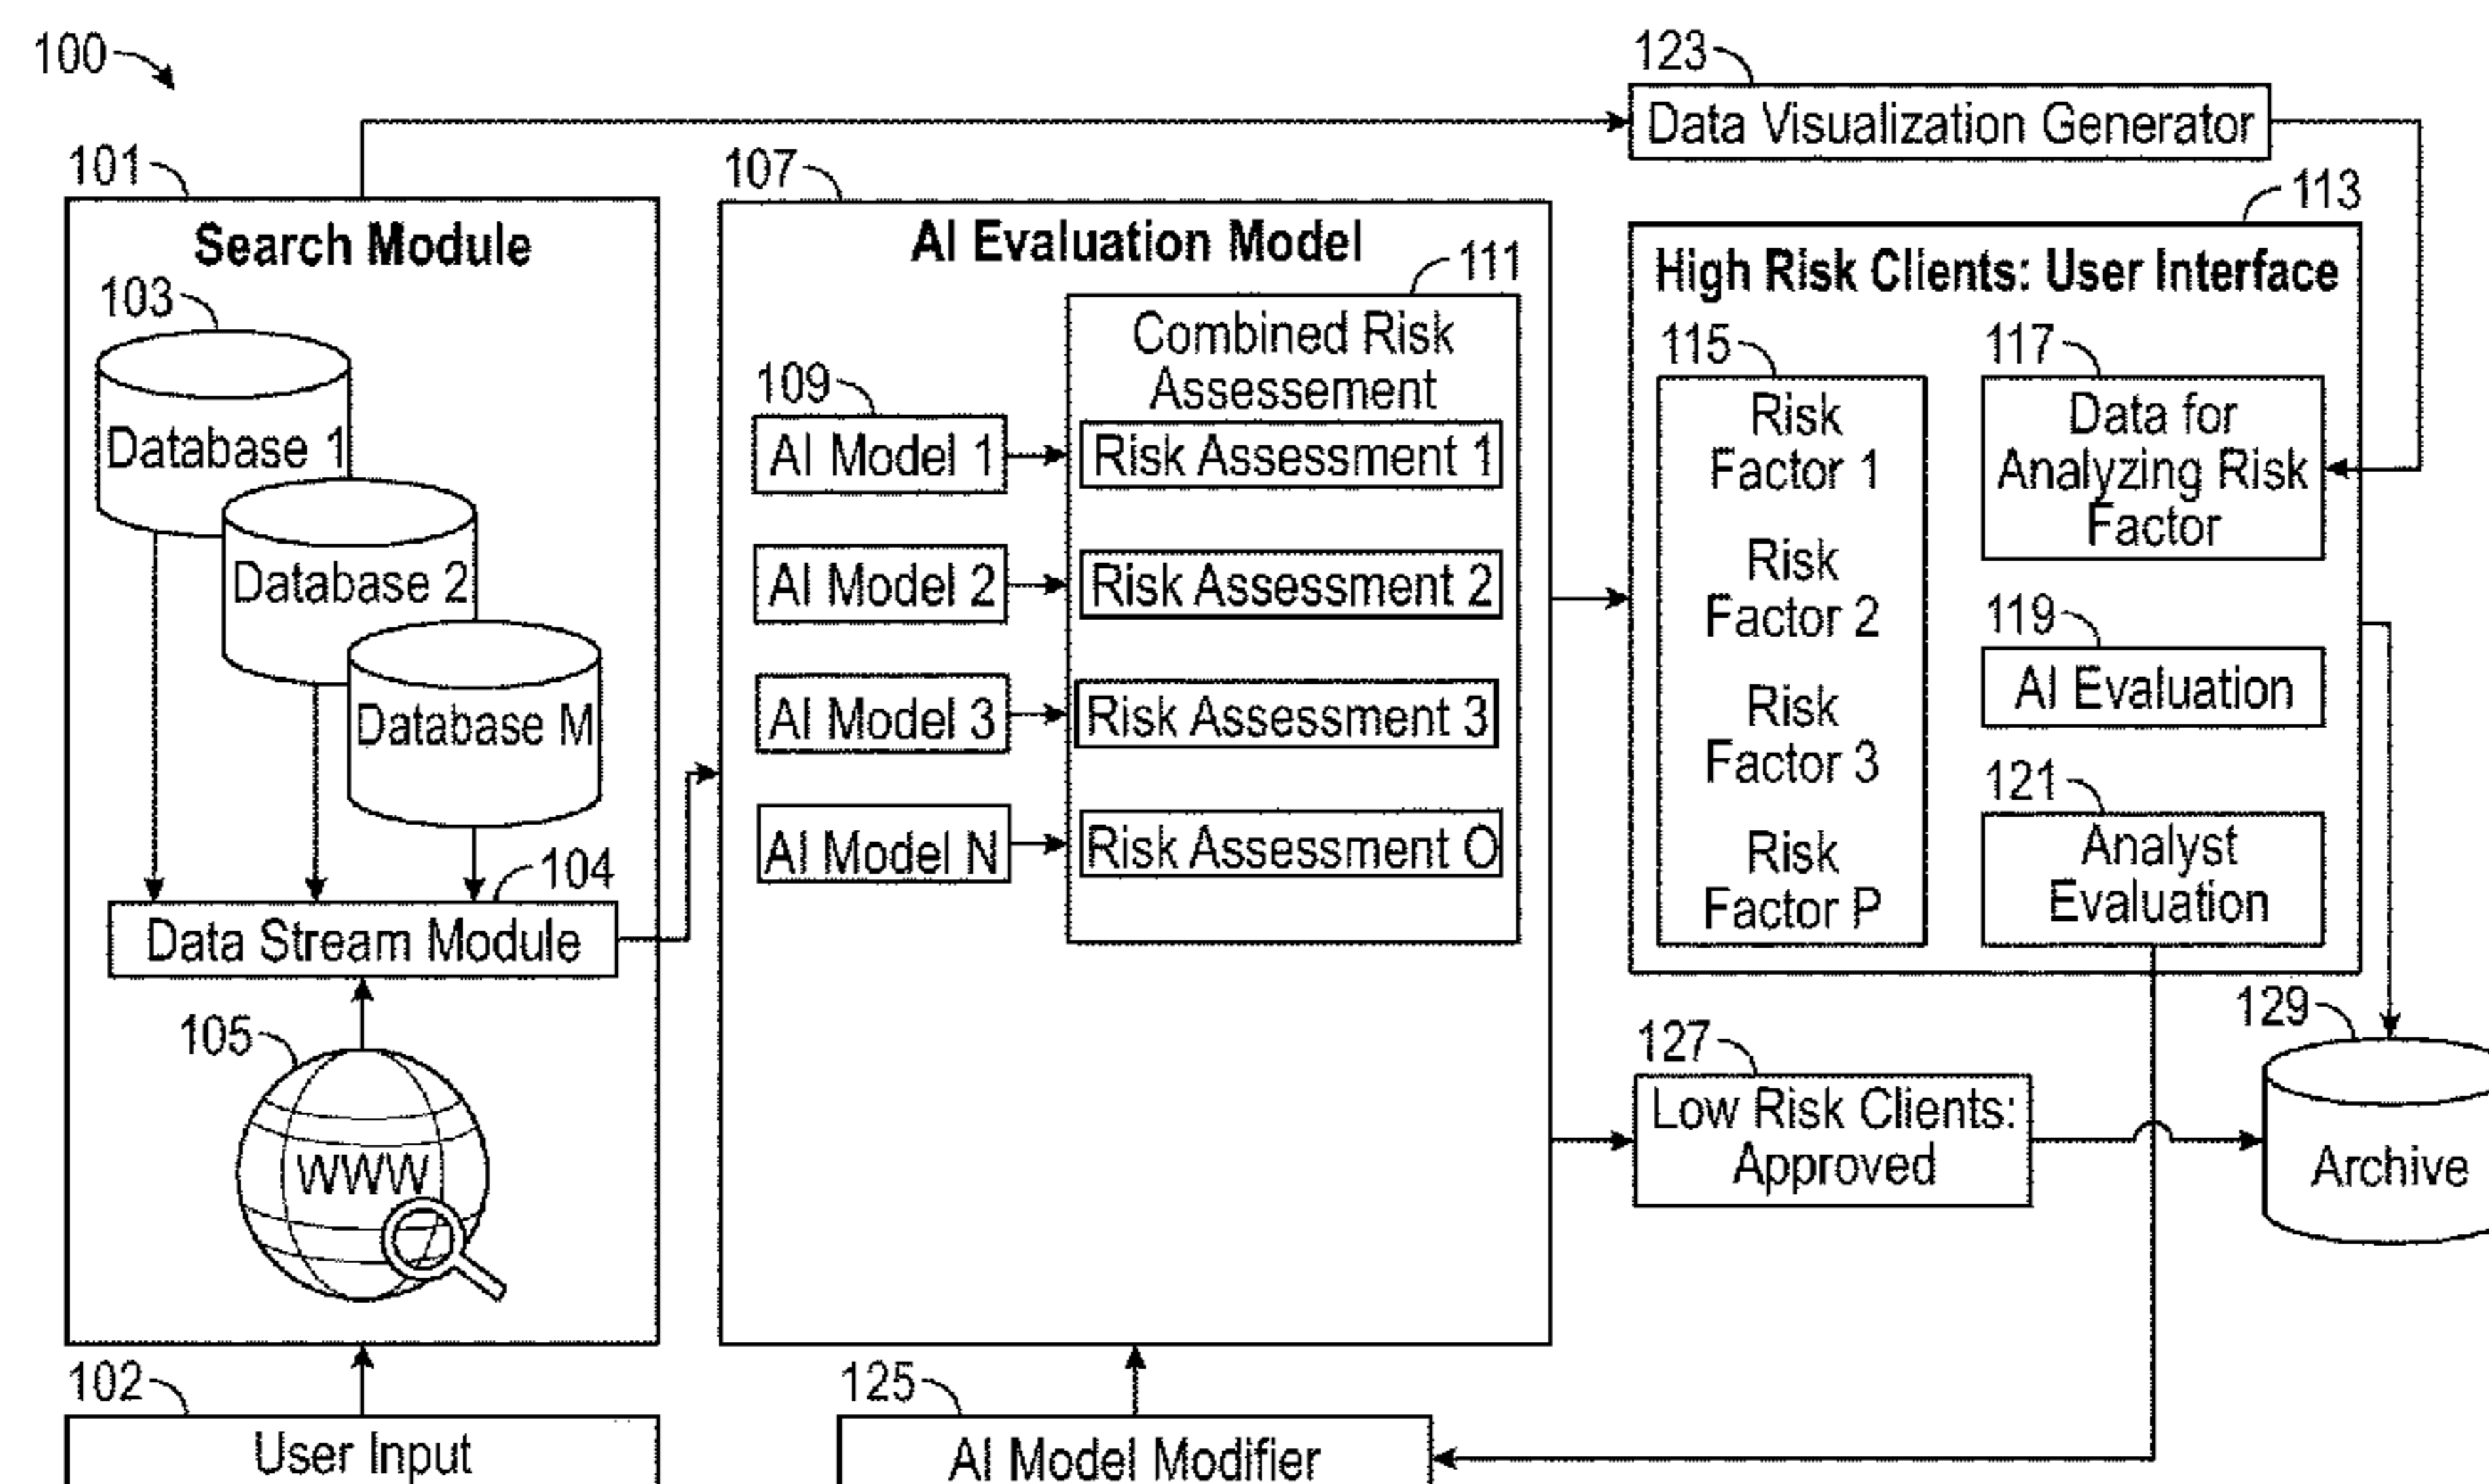 100
123
Data Visualization Generator
101
Search Module
103
Database 1
Database 2
Database M
104
Data Stream Module
105
WWW
102
User Input
107
AI Evaluation Model
109
AI Model 1
AI Model 2
AI Model 3
AI Model N
111
Combined Risk
Assessement
Risk Assessment 1
Risk Assessment 2
Risk Assessment 3
Risk Assessment O
125
AI Model Modifier
113
High Risk Clients: User Interface
115
Risk
Factor 1
Risk
Factor 2
Risk
Factor 3
Risk
Factor P
117
Data for
Analyzing Risk
Factor
119
AI Evaluation
121
Analyst
Evaluation
127
Low Risk Clients:
Approved
129
Archive